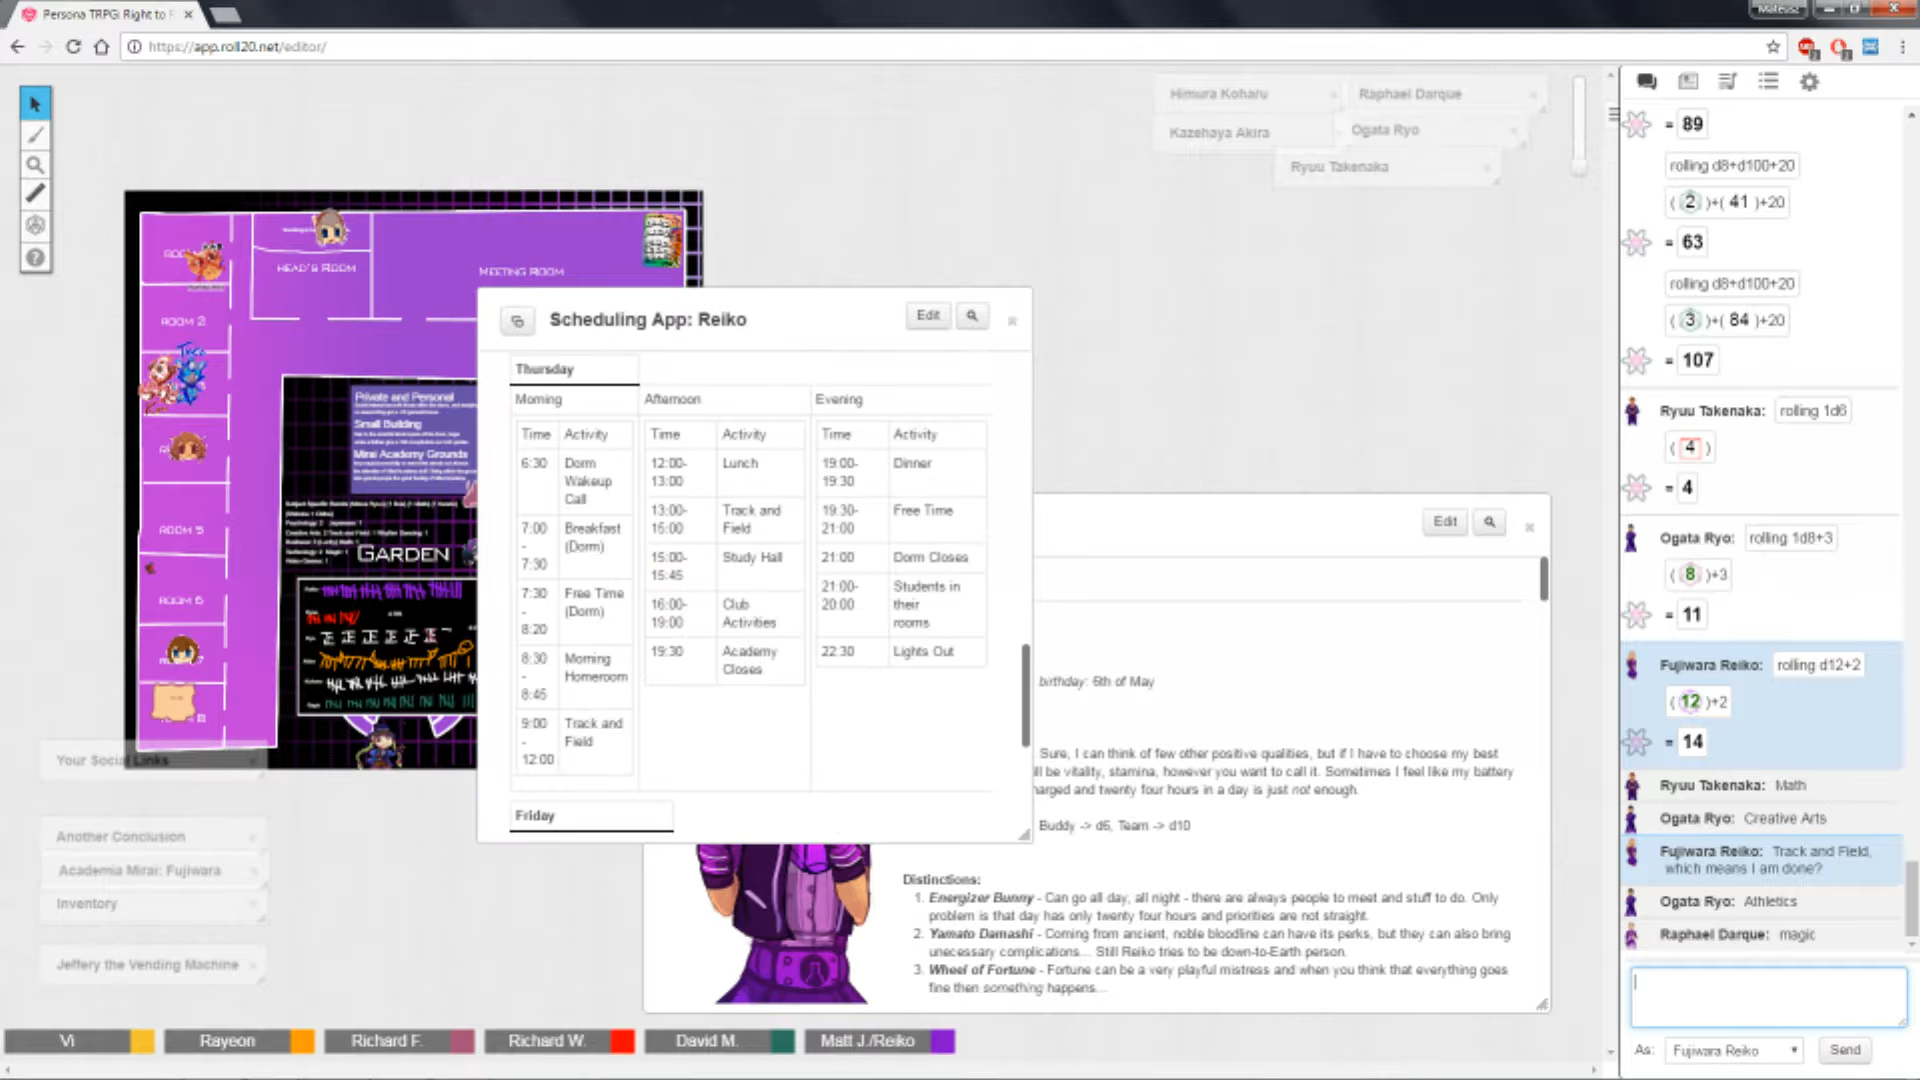 Persona TRPG: Right to
Mateusz
https://app.roll20.net/editor/
Himura Koharu
Raphael Darque
Kazehaya Akira
Ogata Ryo
Ryuu Takenaka
HEAD'S ROOM
MEETING ROOM
ROOM 2
ROOM 5
ROOM 6
Private and Personal
Small Building
Mirai Academy Grounds
GARDEN
Your Social Links
Another Conclusion
Academia Mirai: Fujiwara
Inventory
Jeffery the Vending Machine
Scheduling App: Reiko
Edit
Thursday
Morning
Afternoon
Evening
Time Activity
6:30 Dorm
Wakeup
Call
7:00 Breakfast
- (Dorm)
7:30
7:30 Free Time
- (Dorm)
8:20
8:30 Morning
- Homeroom
8:45
9:00 Track and
- Field
12:00
Time Activity
12:00- Lunch
13:00
13:00- Track and
15:00 Field
15:00- Study Hall
15:45
16:00- Club
19:00 Activities
19:30 Academy
Closes
Time Activity
19:00- Dinner
19:30
19:30- Free Time
21:00
21:00 Dorm Closes
21:00- Students in
20:00 their
rooms
22:30 Lights Out
Friday
Edit
birthday: 6th of May
Sure, I can think of few other positive qualities, but if I have to choose my best
ll be vitality, stamina, however you want to call it. Sometimes I feel like my battery
harged and twenty four hours in a day is just not enough.
Buddy -> d6, Team -> d10
Distinctions:
1. Energizer Bunny - Can go all day, all night - there are always people to meet and stuff to do. Only
problem is that day has only twenty four hours and priorities are not straight.
2. Yamato Damashi - Coming from ancient, noble bloodline can have its perks, but they can also bring
unecessary complications... Still Reiko tries to be down-to-Earth person.
3. Wheel of Fortune - Fortune can be a very playful mistress and when you think that everything goes
fine then something happens...
Vi
Rayeon
Richard F.
Richard W.
David M.
Matt J./Reiko
= 89
rolling d8+d100+20
(2)+(41)+20
= 63
rolling d8+d100+20
(3)+(84)+20
= 107
Ryuu Takenaka: rolling 1d6
(4)
= 4
Ogata Ryo: rolling 1d8+3
(8)+3
= 11
Fujiwara Reiko: rolling d12+2
(12)+2
= 14
Ryuu Takenaka: Math
Ogata Ryo: Creative Arts
Fujiwara Reiko: Track and Field,
which means I am done?
Ogata Ryo: Athletics
Raphael Darque: magic
As: Fujiwara Reiko
Send